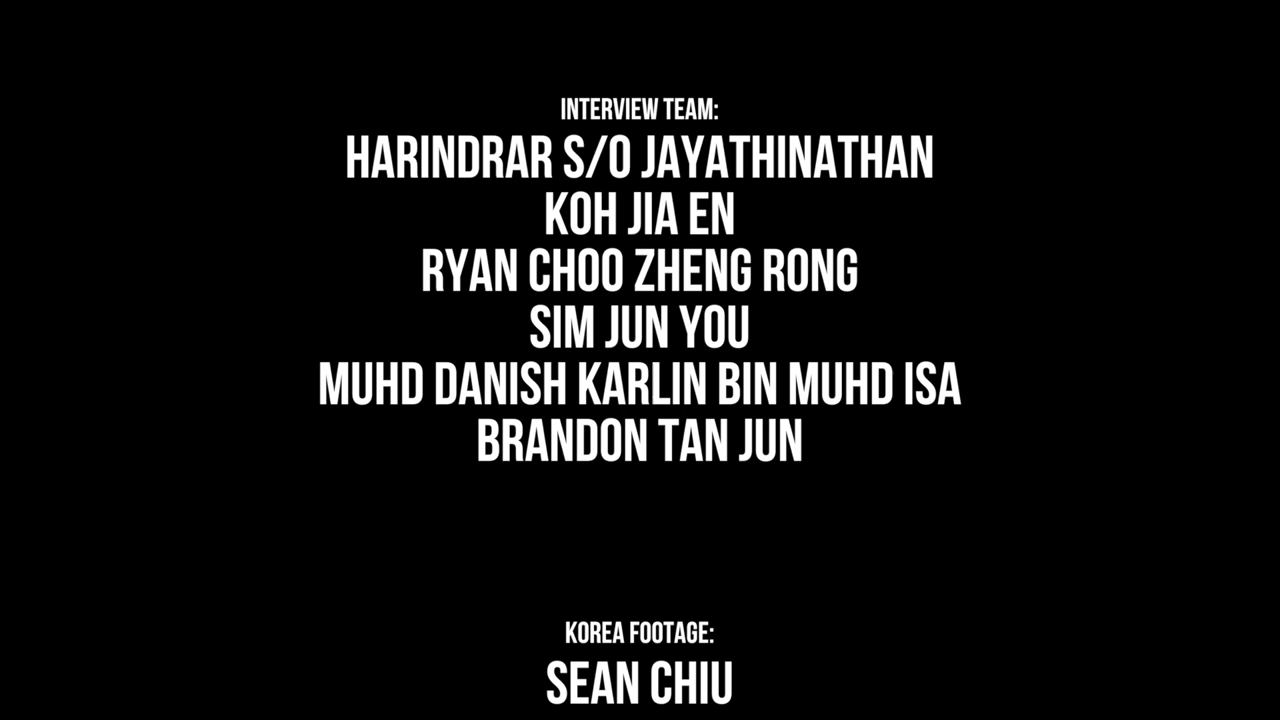 INTERVIEW TEAM:
HARINDRAR S/O JAYATHINATHAN
KOH JIA EN
RYAN CHOO ZHENG RONG
SIM JUN YOU
MUHD DANISH KARLIN BIN MUHD ISA
BRANDON TAN JUN
KOREA FOOTAGE:
SEAN CHIU